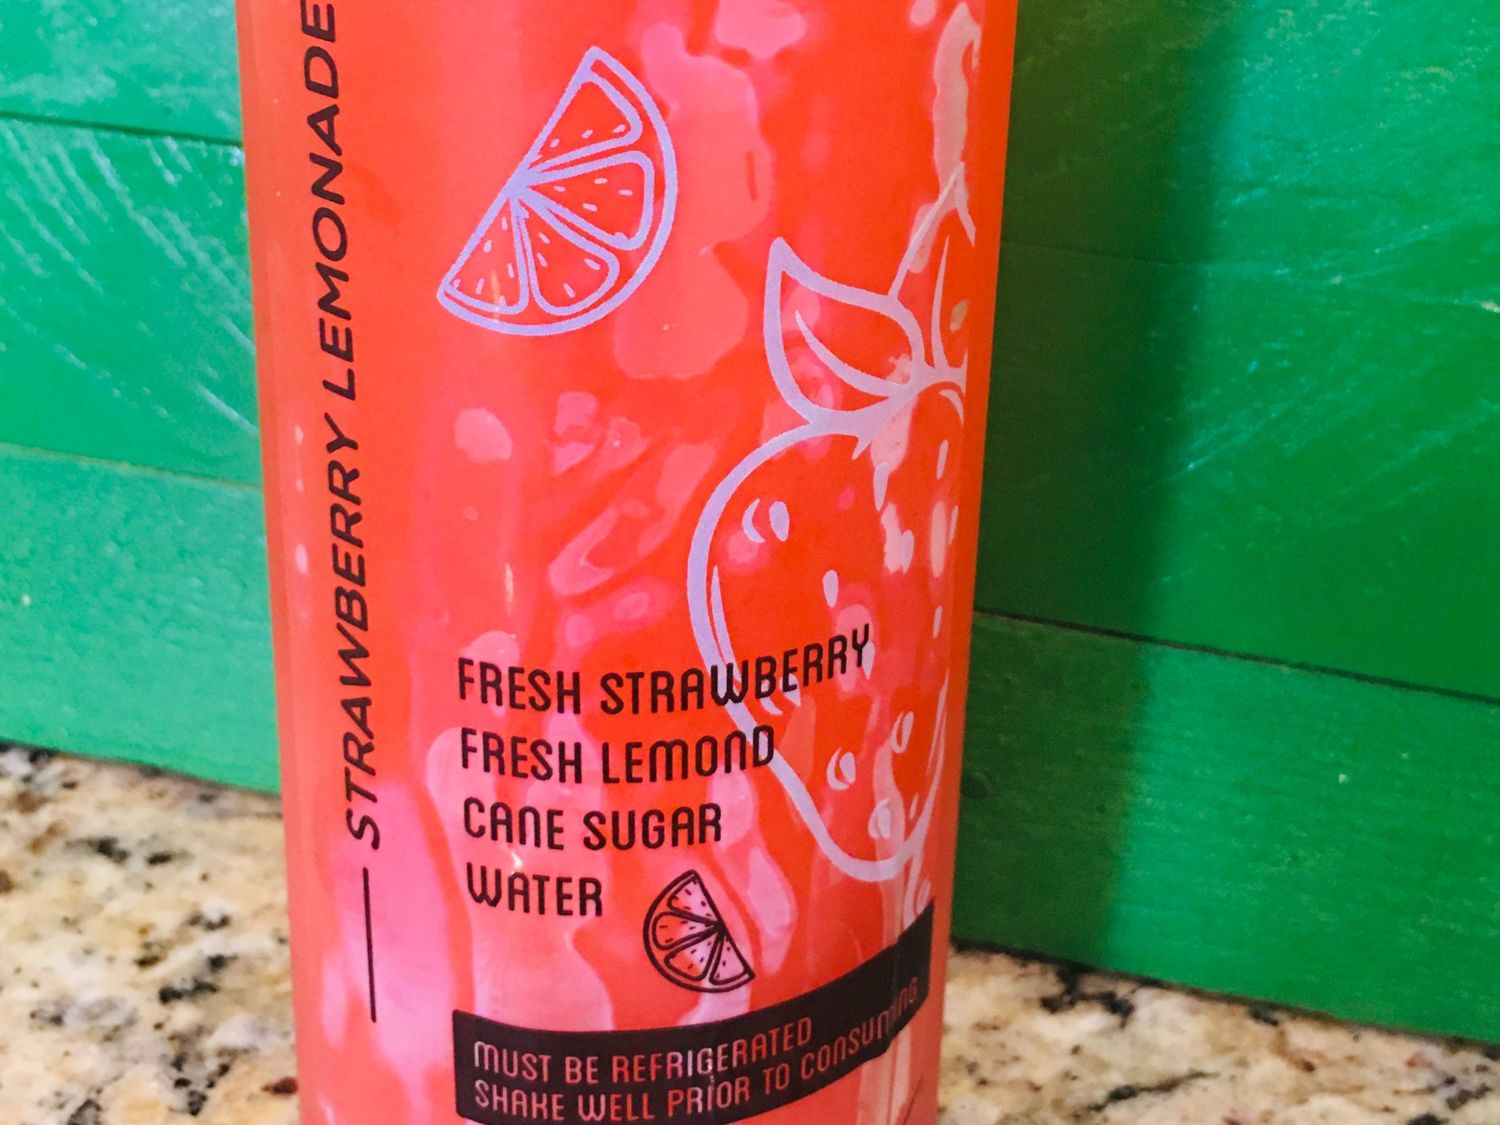 STRAWBERRY LEMONADE
FRESH STRAWBERRY
FRESH LEMOND
CANE SUGAR
WATER
MUST BE REFRIGERATED
SHAKE WELL PRIOR TO CONSUMING